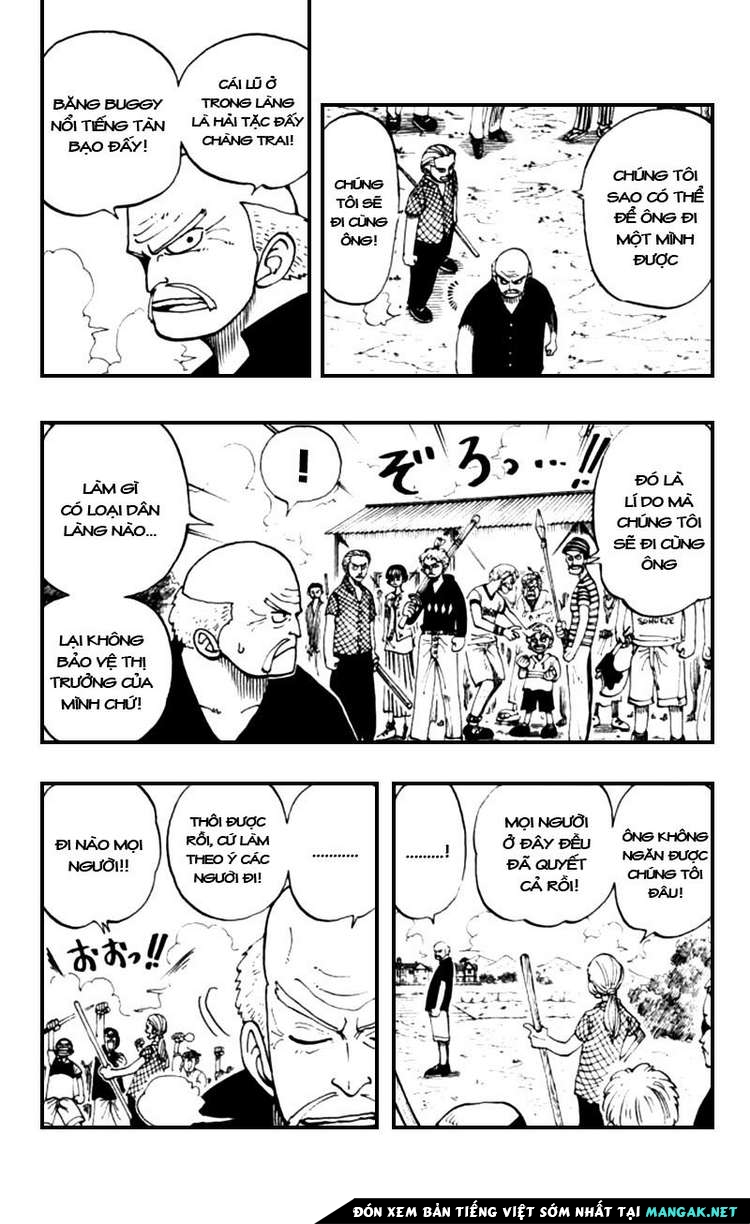 CHÚNG TÔI
SAO CÓ THỂ
ĐỂ ÔNG ĐI
MỘT MÌNH
ĐƯỢC
CHÚNG
TÔI SẼ
ĐI CÙNG
ÔNG!
CÁI LŨ Ở
TRONG LÀNG
LÀ HẢI TẶC ĐẤY
CHÀNG TRAI!
BĂNG BUGGY
NỔI TIẾNG TÀN
BẠO ĐẤY!
ĐÓ LÀ
LÍ DO MÀ
CHÚNG TÔI
SẼ ĐI CÙNG
ÔNG
ぞろっ…!!
!
LÀM GÌ
CÓ LOẠI DÂN
LÀNG NÀO...
LẠI KHÔNG
BẢO VỆ THỊ
TRƯỞNG CỦA
MÌNH CHỨ!
ÔNG KHÔNG
NGĂN ĐƯỢC
CHÚNG TÔI
ĐÂU!
MỌI NGƯỜI
Ở ĐÂY ĐỀU
ĐÃ QUYẾT
CẢ RỒI!
..........!
............
THÔI ĐƯỢC
RỒI, CỨ LÀM
THEO Ý CÁC
NGƯỜI ĐI!
ĐI NÀO MỌI
NGƯỜI!!
おおっ!!
ĐÓN XEM BẢN TIẾNG VIỆT SỚM NHẤT TẠI MANGAK.NET